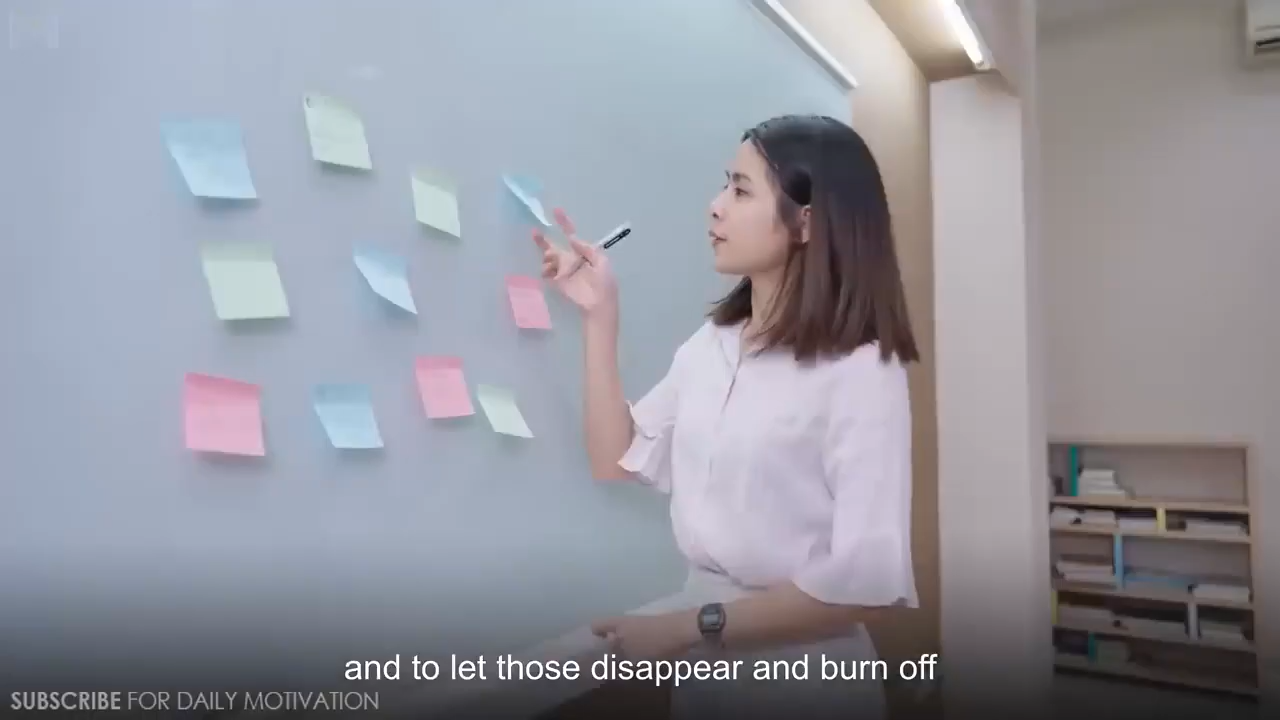 and to let those disappear and burn off
SUBSCRIBE FOR DAILY MOTIVATION